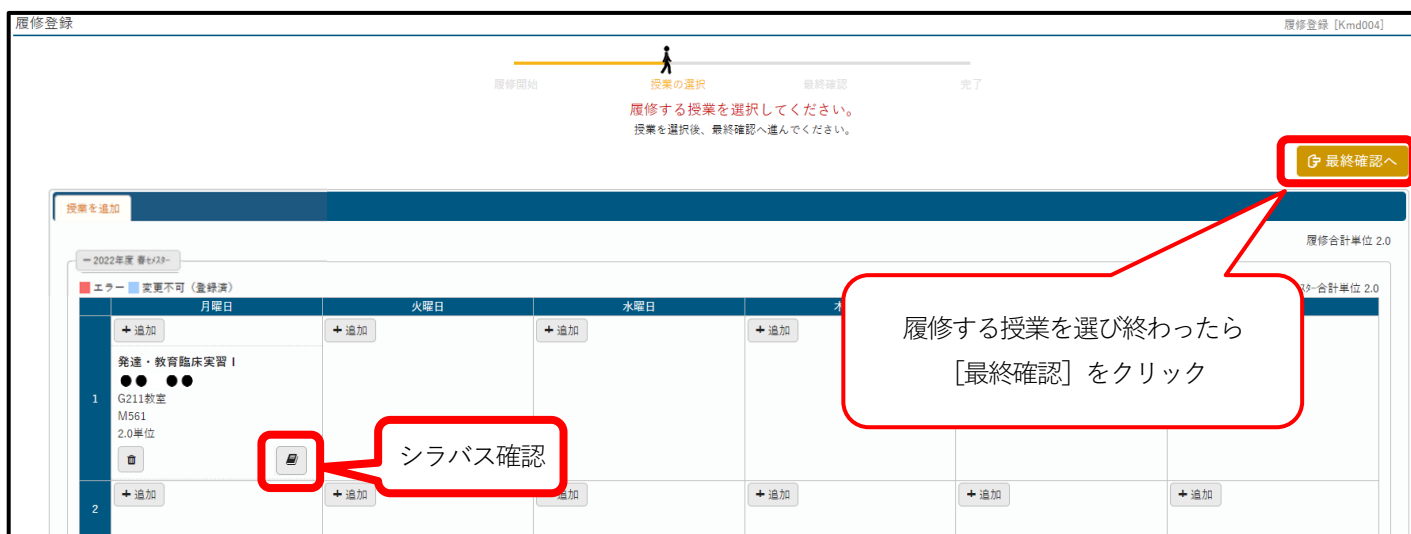 履修登録
履修登録 [Kmd004]
履修開始
授業の選択
最終確認
完了
履修する授業を選択してください。
授業を選択後、最終確認へ進んでください。
最終確認へ
授業を追加
履修合計単位 2.0
2022年度 春セメスター
エラー 変更不可(登録済)
合計単位 2.0
月曜日
火曜日
水曜日
1
+ 追加
+ 追加
+ 追加
+ 追加
発達・教育臨床実習 I
●● ●●
G211教室
M561
2.0単位
シラバス確認
履修する授業を選び終わったら
[最終確認] をクリック
2
+ 追加
+ 追加
追加
+ 追加
+ 追加
+ 追加